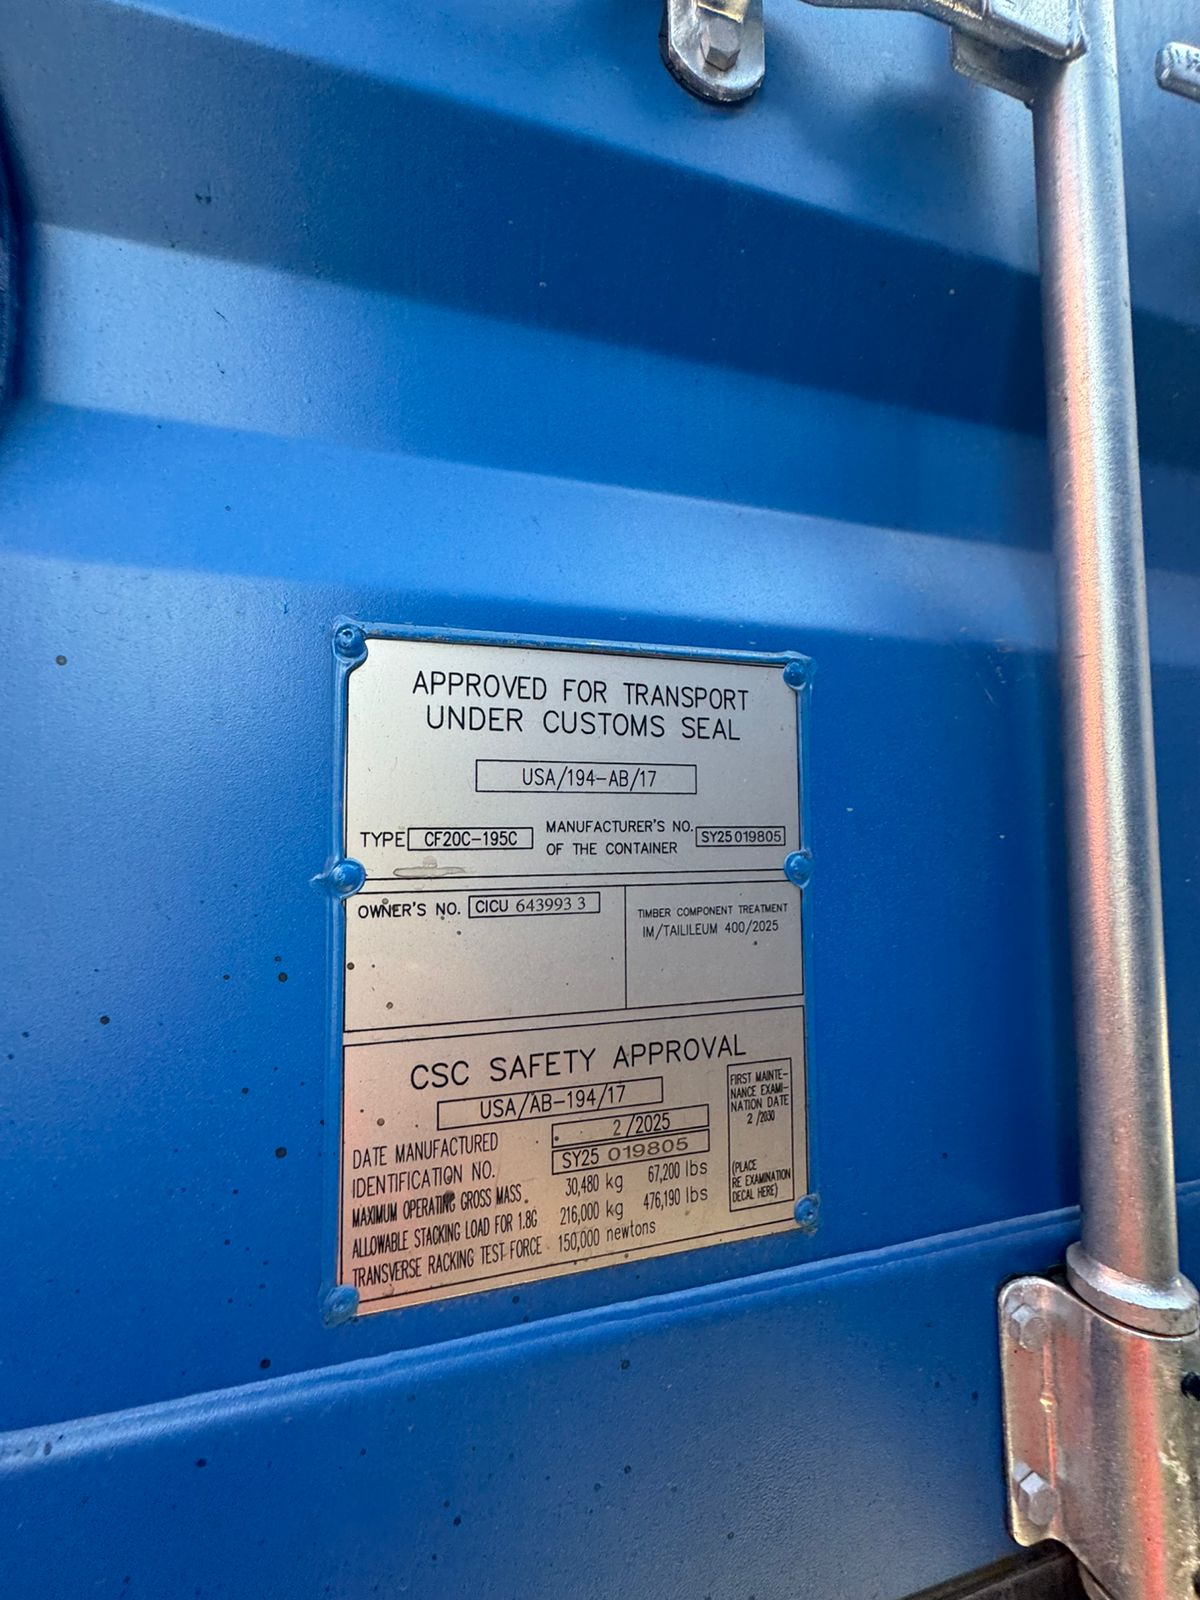 APPROVED FOR TRANSPORT
UNDER CUSTOMS SEAL
USA/194-AB/17
TYPE CF20C-195C MANUFACTURER'S NO. OF THE CONTAINER SY25 019805
OWNER'S NO. CICU 643993 3
TIMBER COMPONENT TREATMENT
IM/TAILILEUM 400/2025
CSC SAFETY APPROVAL
USA/AB-194/17
DATE MANUFACTURED 2/2025
IDENTIFICATION NO. SY25 019805
MAXIMUM OPERATING GROSS MASS 30,480 kg 67,200 lbs
ALLOWABLE STACKING LOAD FOR 1.8G 216,000 kg 476,190 lbs
TRANSVERSE RACKING TEST FORCE 150,000 newtons
FIRST MAINTE-
NANCE EXAMI-
NATION DATE
2 /2030
(PLACE
RE EXAMINATION
DECAL HERE)